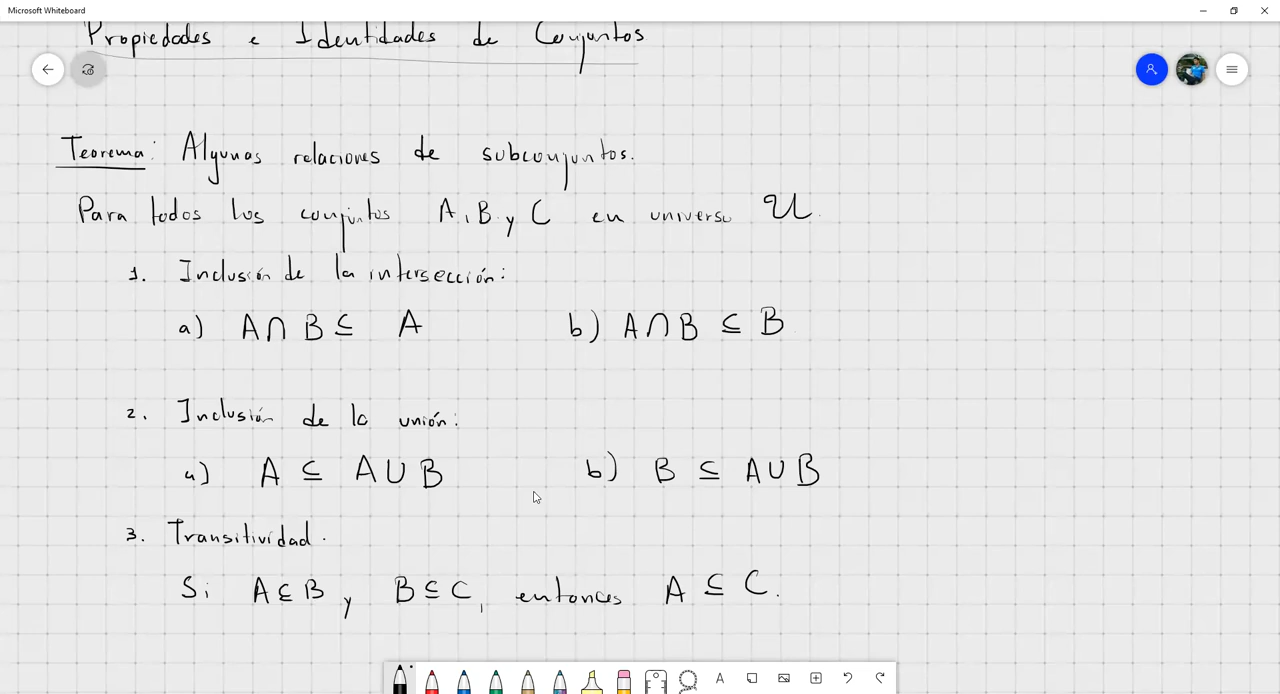 Microsoft Whiteboard
Propiedades e Identidades de Conjuntos
Teorema: Algunas relaciones de subconjuntos.
Para todos los conjuntos A, B y C en universo U.
1. Inclusión de la intersección:
a) A∩B ⊆ A b) A∩B ⊆ B
2. Inclusión de la unión:
a) A ⊆ A∪B b) B ⊆ A∪B
3. Transitividad.
Si A⊆B y B⊆C, entonces A ⊆ C.